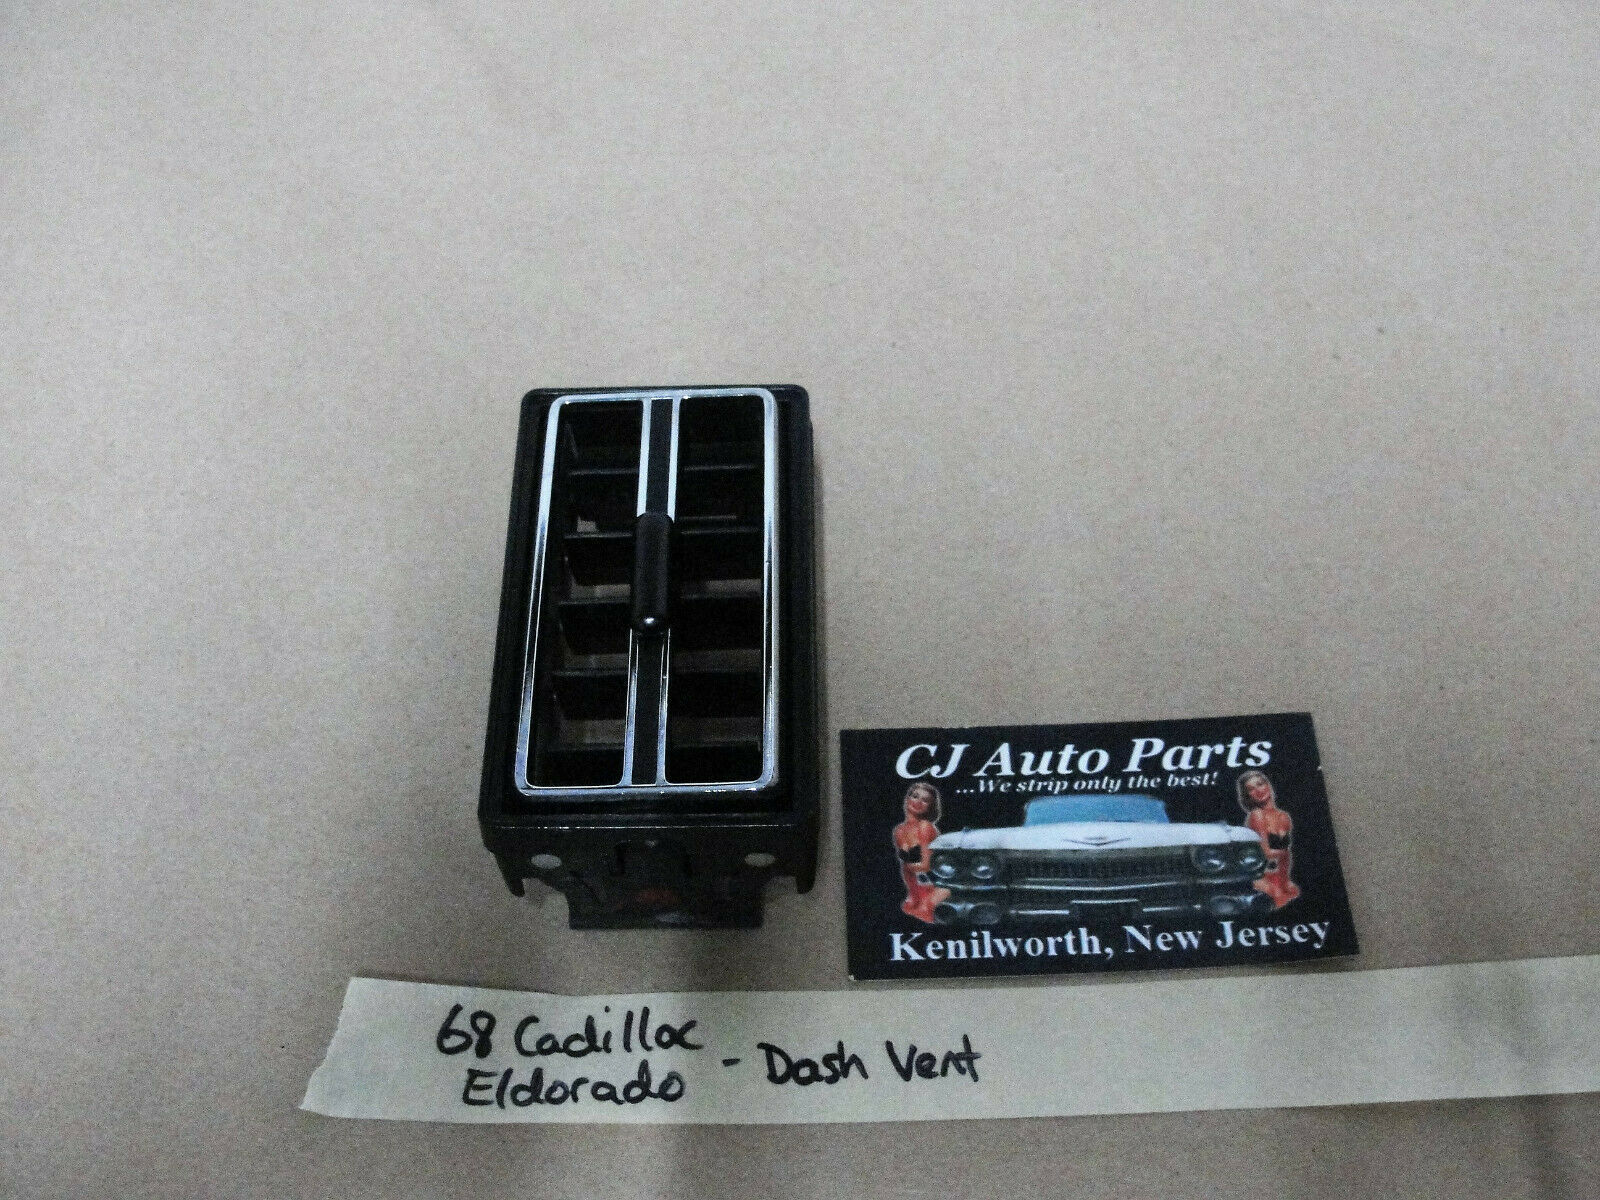 CJ Auto Parts
...We strip only the best!
Kenilworth, New Jersey
68 Cadillac
Eldorado - Dash Vent